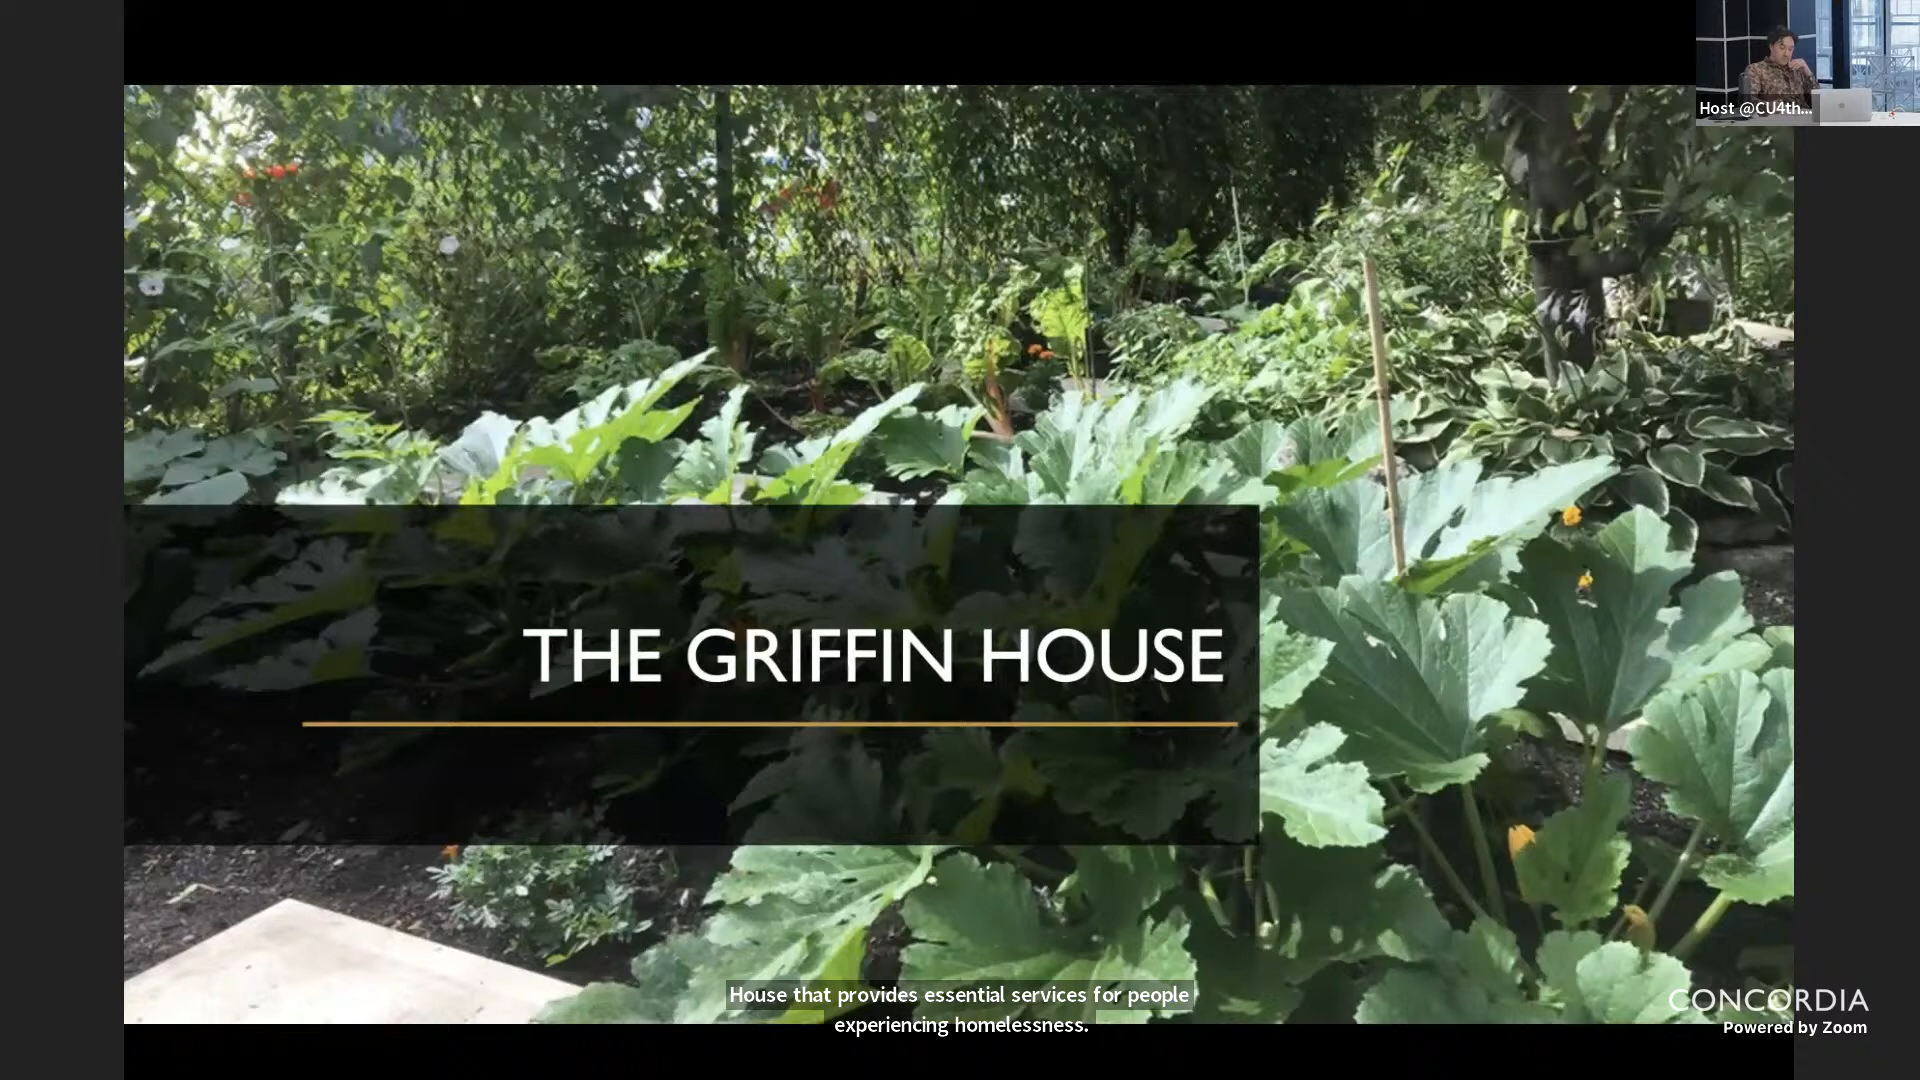 Host @CU4th...
THE GRIFFIN HOUSE
House that provides essential services for people
experiencing homelessness.
CONCORDIA
Powered by Zoom